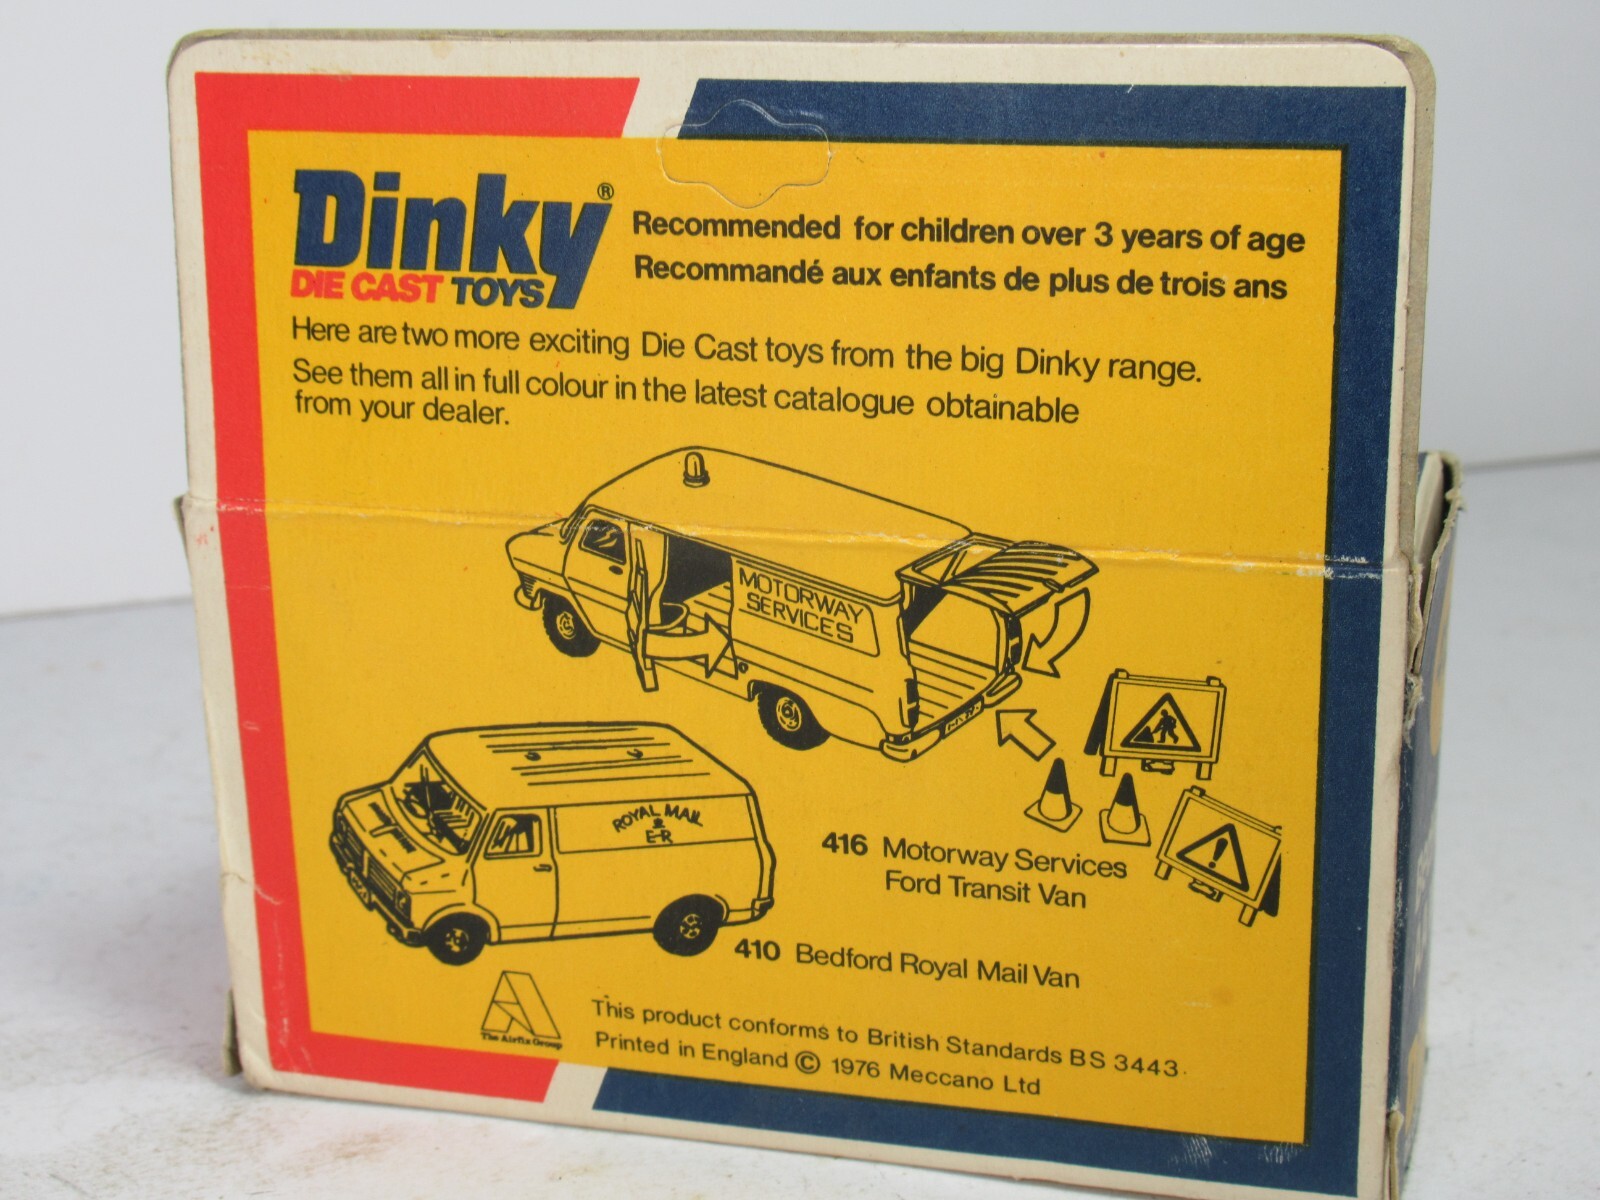 Dinky®
DIE CAST TOYS
Recommended for children over 3 years of age
Recommandé aux enfants de plus de trois ans
Here are two more exciting Die Cast toys from the big Dinky range.
See them all in full colour in the latest catalogue obtainable
from your dealer.
MOTORWAY
SERVICES
ROYAL MAIL
E R
416 Motorway Services
Ford Transit Van
410 Bedford Royal Mail Van
The Airfix Group
This product conforms to British Standards BS 3443.
Printed in England © 1976 Meccano Ltd